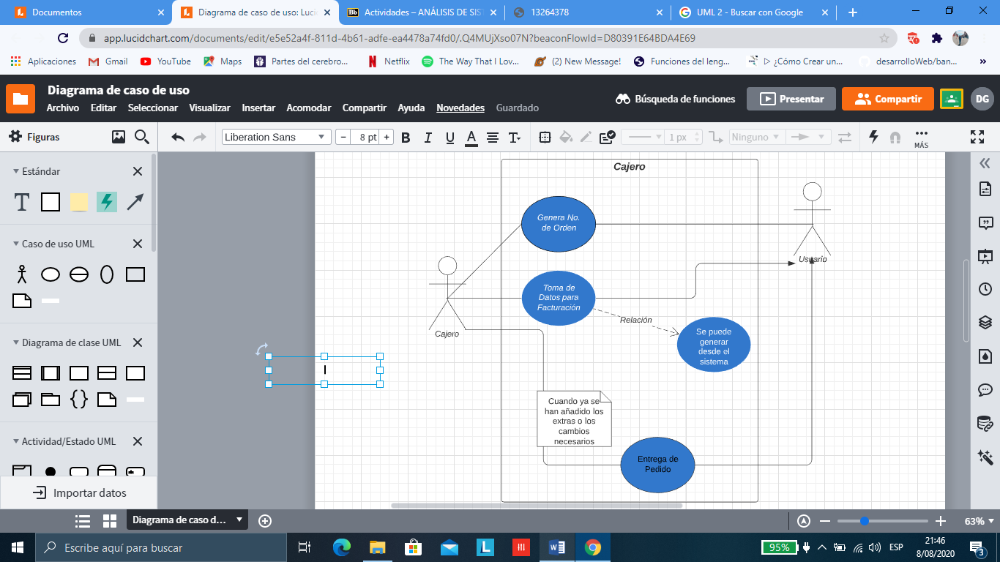 Documentos
Diagrama de caso de uso: Luci
Bb
Actividades – ANÁLISIS DE SIS
13264378
UML 2 - Buscar con Google
app.lucidchart.com/documents/edit/e5e52a4f-811d-4b61-adfe-ea4478a74fd0/.Q4MUjXso07N?beaconFlowId=D80391E64BDA4E69
Aplicaciones
Gmail
YouTube
Maps
Partes del cerebro...
Netflix
The Way That I Lov...
(2) New Message!
Funciones del leng...
▷ ¿Cómo Crear un...
desarrolloWeb/ban...
Diagrama de caso de uso
Archivo Editar Seleccionar Visualizar Insertar Acomodar Compartir Ayuda Novedades Guardado
Búsqueda de funciones
Presentar
Compartir
DG
Figuras
Liberation Sans
8 pt
B I U A T
1 px
Ninguno
MÁS
Estándar
T
Caso de uso UML
Diagrama de clase UML
Actividad/Estado UML
Importar datos
Cajero
Genera No.
de Orden
Usuario
Toma de
Datos para
Facturación
Relación
Cajero
Se puede
generar
desde el
sistema
Cuando ya se
han añadido los
extras o los
cambios
necesarios
Entrega de
Pedido
Diagrama de caso d...
63%
Escribe aquí para buscar
L
W
95%
ESP
21:46
8/08/2020
3